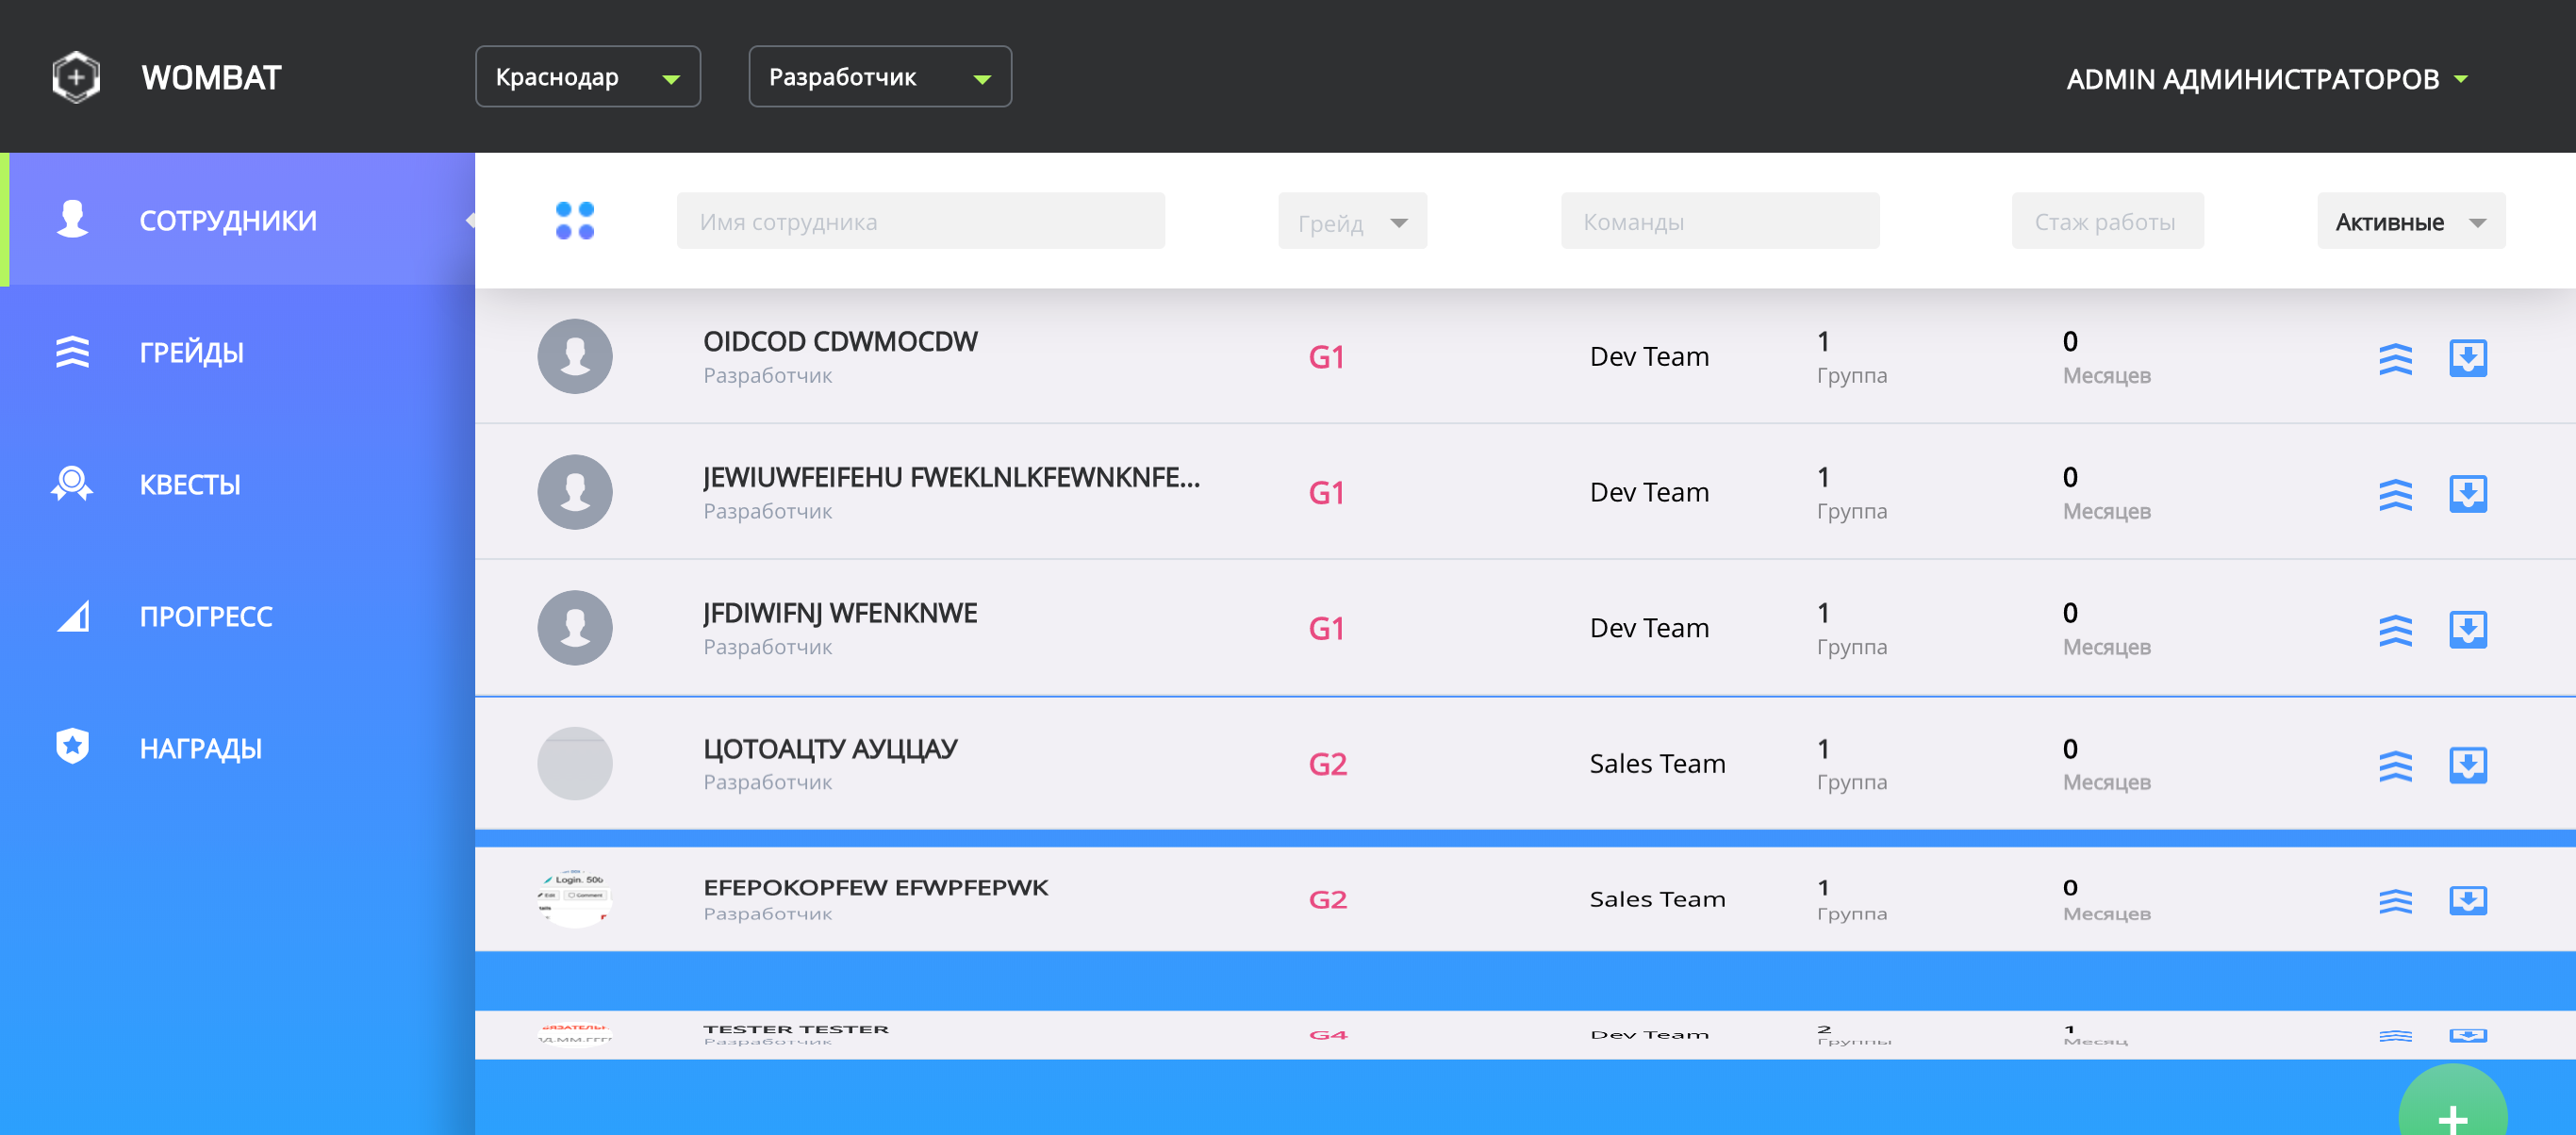 WOMBAT
Краснодар
Разработчик
ADMIN АДМИНИСТРАТОРОВ
СОТРУДНИКИ
ГРЕЙДЫ
КВЕСТЫ
ПРОГРЕСС
НАГРАДЫ
Имя сотрудника
Грейд
Команды
Стаж работы
Активные
OIDCOD CDWMOCDW
Разработчик
G1
Dev Team
1
Группа
0
Месяцев
JEWIUWFEIFEHU FWEKLNLKFEWNKNFE...
Разработчик
G1
Dev Team
1
Группа
0
Месяцев
JFDIWIFNJ WFENKNWE
Разработчик
G1
Dev Team
1
Группа
0
Месяцев
ЦОТОАЦТУ АУЦЦАУ
Разработчик
G2
Sales Team
1
Группа
0
Месяцев
Login. 500
Edit
Comment
EFEPOKOPFEW EFWPFEPWK
Разработчик
G2
Sales Team
1
Группа
0
Месяцев
TESTER TESTER
Разработчик
G4
Dev Team
2
Группы
1
Месяц